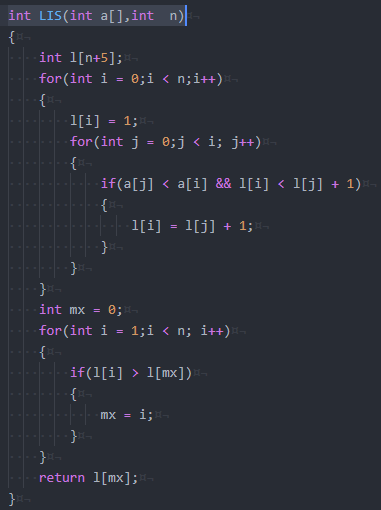 int LIS(int a[],int  n)
{
    int l[n+5];
    for(int i = 0;i < n;i++)
    {
        l[i] = 1;
        for(int j = 0;j < i; j++)
        {
            if(a[j] < a[i] && l[i] < l[j] + 1)
            {
                l[i] = l[j] + 1;
            }
        }
    }
    int mx = 0;
    for(int i = 1;i < n; i++)
    {
        if(l[i] > l[mx])
        {
            mx = i;
        }
    }
    return l[mx];
}